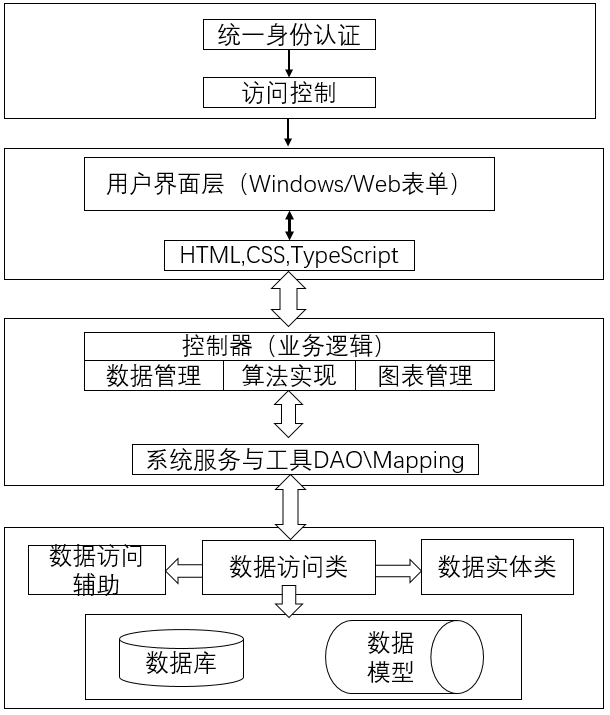 统一身份认证
访问控制
用户界面层（Windows/Web表单）
HTML,CSS,TypeScript
控制器（业务逻辑）
数据管理
算法实现
图表管理
系统服务与工具DAO\Mapping
数据访问
辅助
数据访问类
数据实体类
数据库
数据
模型